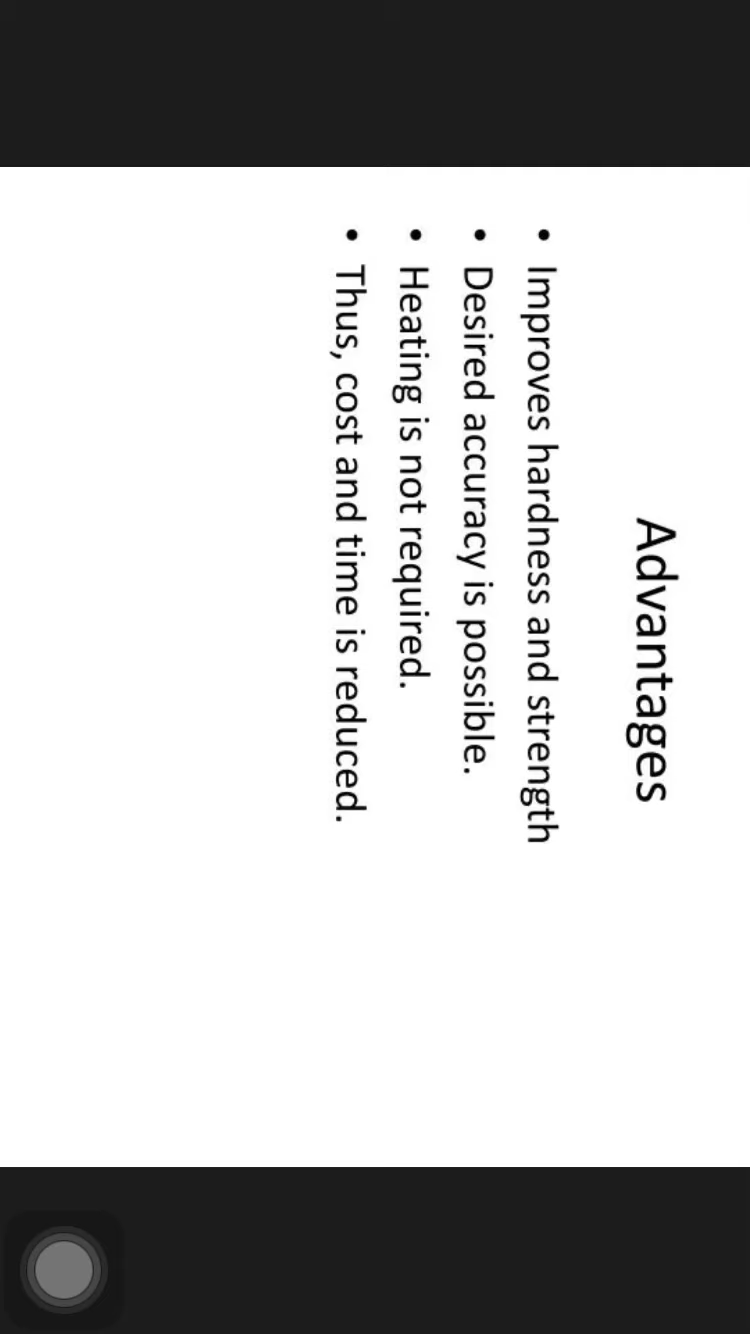 Advantages
• Improves hardness and strength
• Desired accuracy is possible.
• Heating is not required.
• Thus, cost and time is reduced.